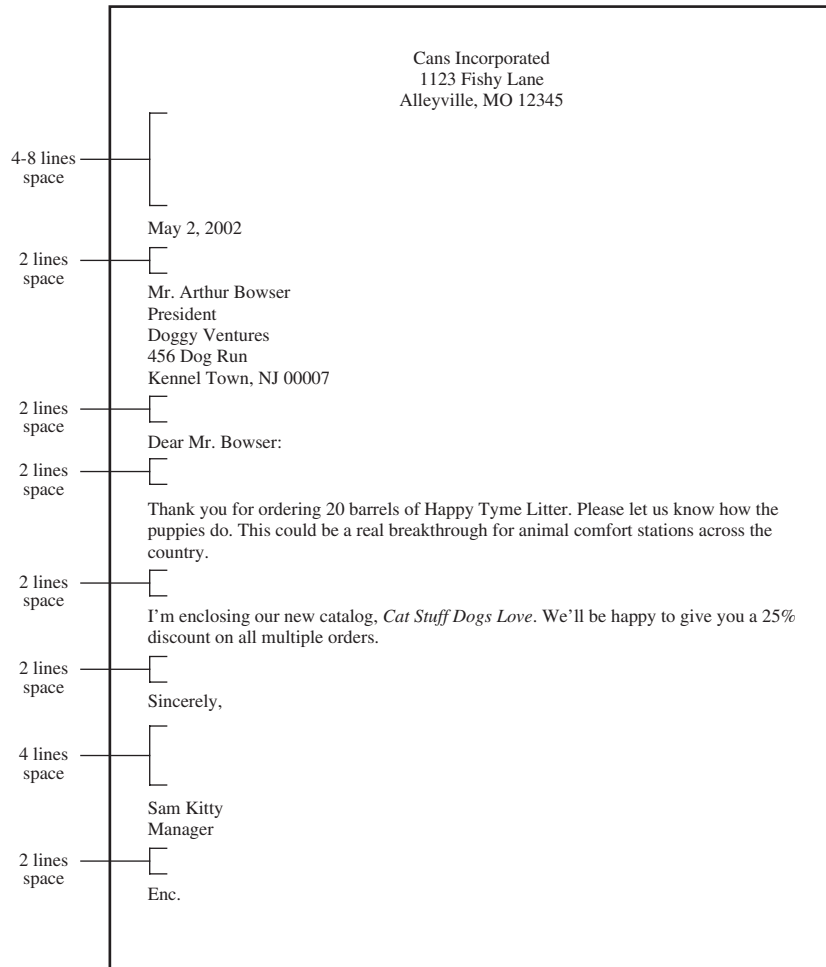 Cans Incorporated
1123 Fishy Lane
Alleyville, MO 12345
4-8 lines
space
May 2, 2002
2 lines
space
Mr. Arthur Bowser
President
Doggy Ventures
456 Dog Run
Kennel Town, NJ 00007
2 lines
space
Dear Mr. Bowser:
2 lines
space
Thank you for ordering 20 barrels of Happy Tyme Litter. Please let us know how the
puppies do. This could be a real breakthrough for animal comfort stations across the
country.
2 lines
space
I’m enclosing our new catalog, Cat Stuff Dogs Love. We’ll be happy to give you a 25%
discount on all multiple orders.
2 lines
space
Sincerely,
4 lines
space
Sam Kitty
Manager
2 lines
space
Enc.